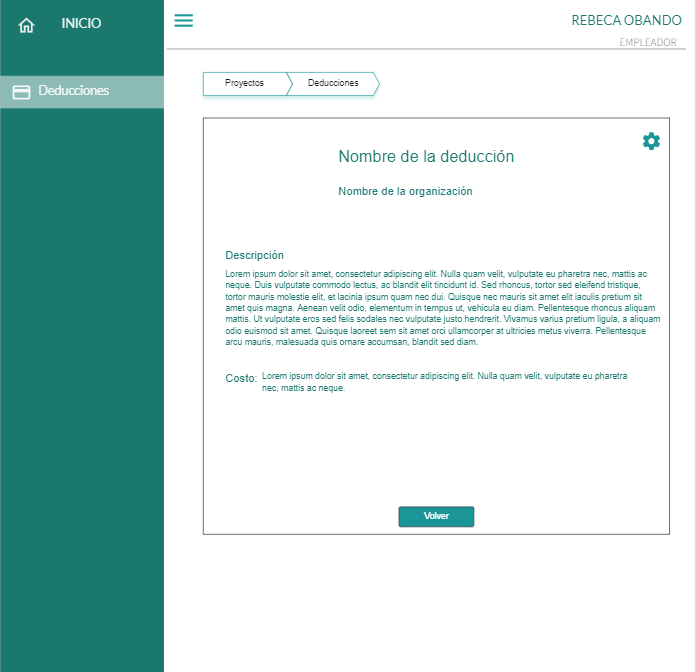 INICIO
REBECA OBANDO
EMPLEADOR
Deducciones
Proyectos
Deducciones
Nombre de la deducción
Nombre de la organización
Descripción
Lorem ipsum dolor sit amet, consectetur adipiscing elit. Nulla quam velit, vulputate eu pharetra nec, mattis ac
neque. Duis vulputate commodo lectus, ac blandit elit tincidunt id. Sed rhoncus, tortor sed eleifend tristique,
tortor mauris molestie elit, et lacinia ipsum quam nec dui. Quisque nec mauris sit amet elit iaculis pretium sit
amet quis magna. Aenean velit odio, elementum in tempus ut, vehicula eu diam. Pellentesque rhoncus aliquam
mattis. Ut vulputate eros sed felis sodales nec vulputate justo hendrerit. Vivamus varius pretium ligula, a aliquam
odio euismod sit amet. Quisque laoreet sem sit amet orci ullamcorper at ultricies metus viverra. Pellentesque
arcu mauris, malesuada quis ornare accumsan, blandit sed diam.
Costo: Lorem ipsum dolor sit amet, consectetur adipiscing elit. Nulla quam velit, vulputate eu pharetra
nec, mattis ac neque.
Volver